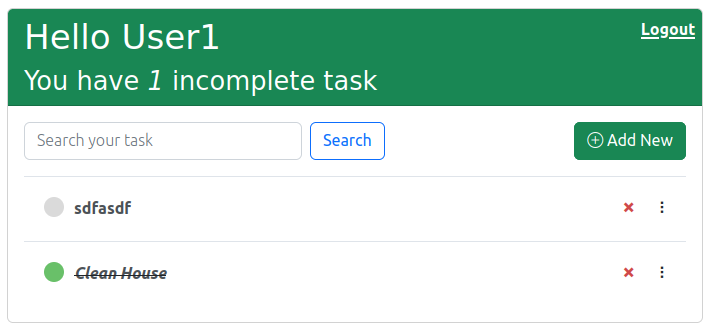 Hello User1
Logout
You have 1 incomplete task
Search your task
Search
Add New
sdfasdf
Clean House